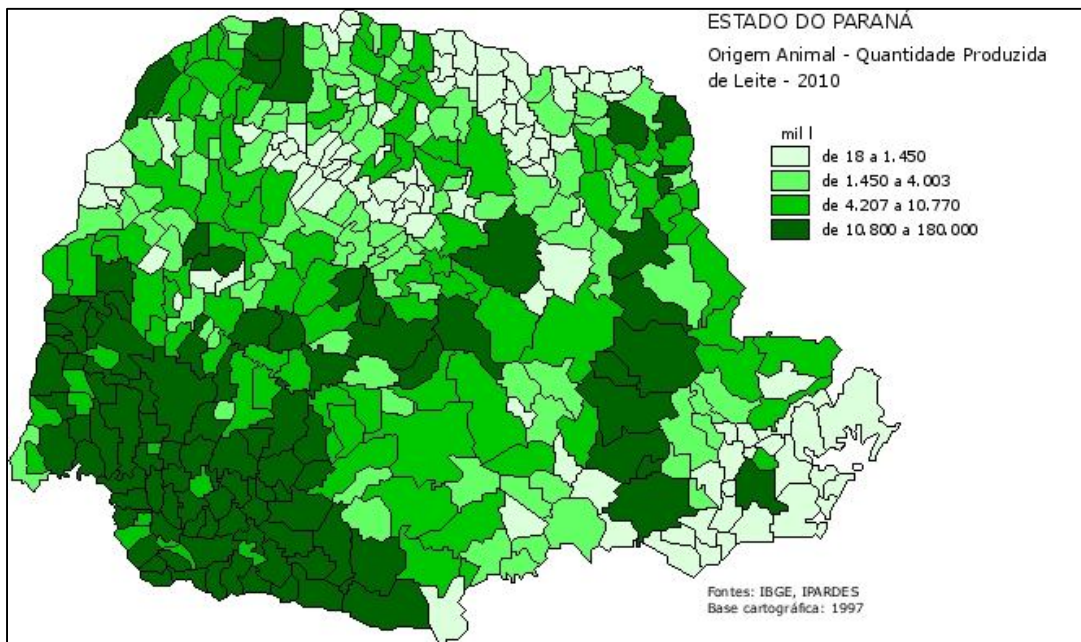 ESTADO DO PARANÁ
Origem Animal - Quantidade Produzida
de Leite - 2010
mil l
de 18 a 1.450
de 1.450 a 4.003
de 4.207 a 10.770
de 10.800 a 180.000
Fontes: IBGE, IPARDES
Base cartográfica: 1997